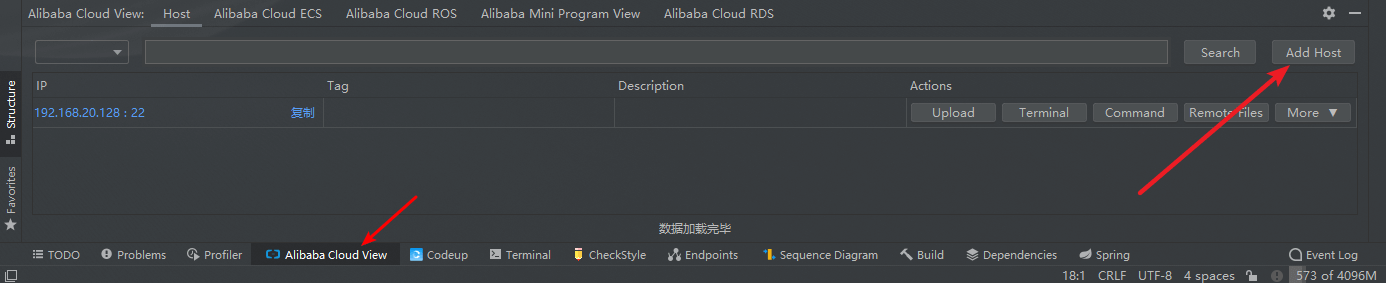 Alibaba Cloud View: Host Alibaba Cloud ECS Alibaba Cloud ROS Alibaba Mini Program View Alibaba Cloud RDS
Search Add Host
IP Tag Description Actions
192.168.20.128 : 22 复制 Upload Terminal Command Remote Files More ▼
数据加载完毕
Structure
Favorites
TODO Problems Profiler Alibaba Cloud View Codeup Terminal CheckStyle Endpoints Sequence Diagram Build Dependencies Spring Event Log
18:1 CRLF UTF-8 4 spaces 573 of 4096M